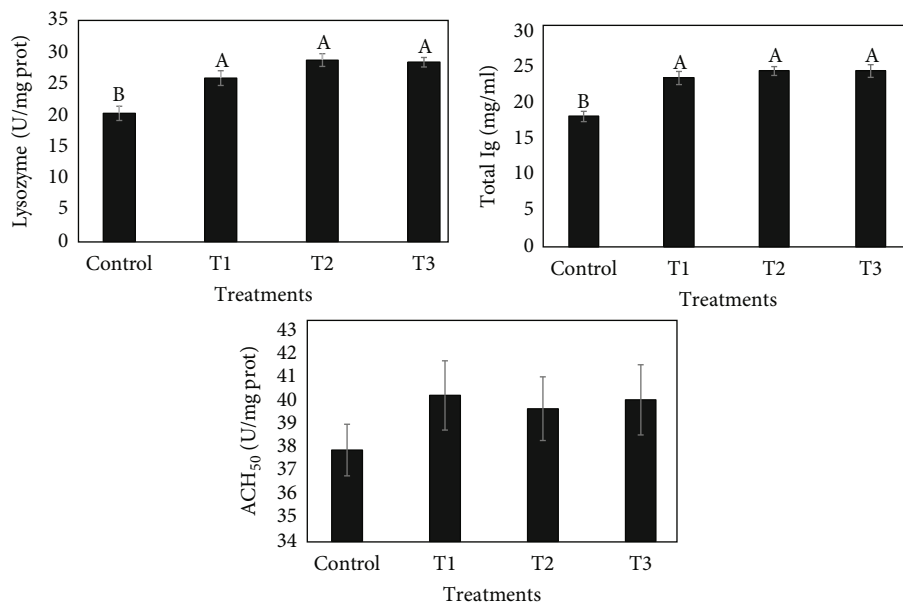 Lysozyme (U/mg prot)
35
30
25
20
15
10
5
0
B
A
A
A
Control T1 T2 T3
Treatments
Total Ig (mg/ml)
30
25
20
15
10
5
0
B
A
A
A
Control T1 T2 T3
Treatments
ACH50 (U/mg prot)
43
42
41
40
39
38
37
36
35
34
Control T1 T2 T3
Treatments